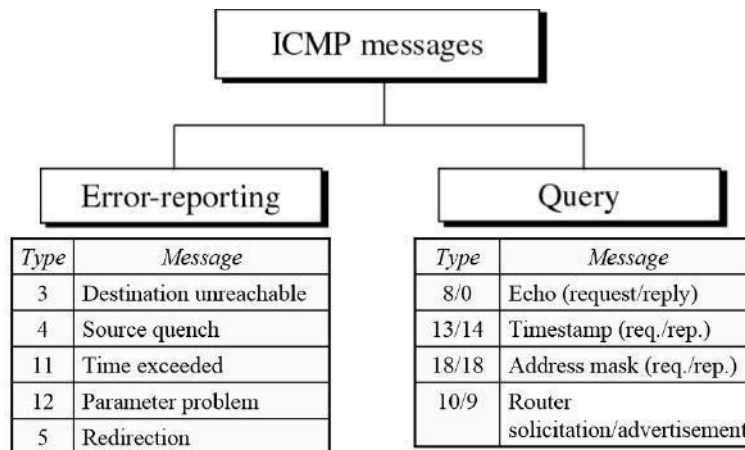 ICMP messages
Error-reporting
Query
Type Message
3 Destination unreachable
4 Source quench
11 Time exceeded
12 Parameter problem
5 Redirection
Type Message
8/0 Echo (request/reply)
13/14 Timestamp (req./rep.)
18/18 Address mask (req./rep.)
10/9 Router
solicitation/advertisement